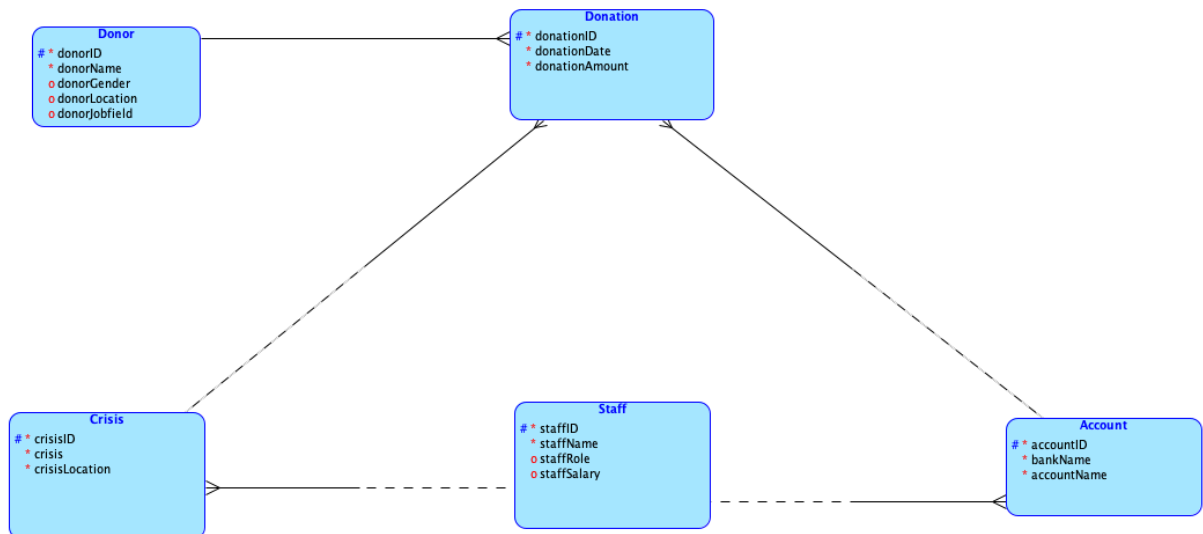 Donor
# * donorID
* donorName
o donorGender
o donorLocation
o donorJobfield
Donation
# * donationID
* donationDate
* donationAmount
Crisis
# * crisisID
* crisis
* crisisLocation
Staff
# * staffID
* staffName
o staffRole
o staffSalary
Account
# * accountID
* bankName
* accountName